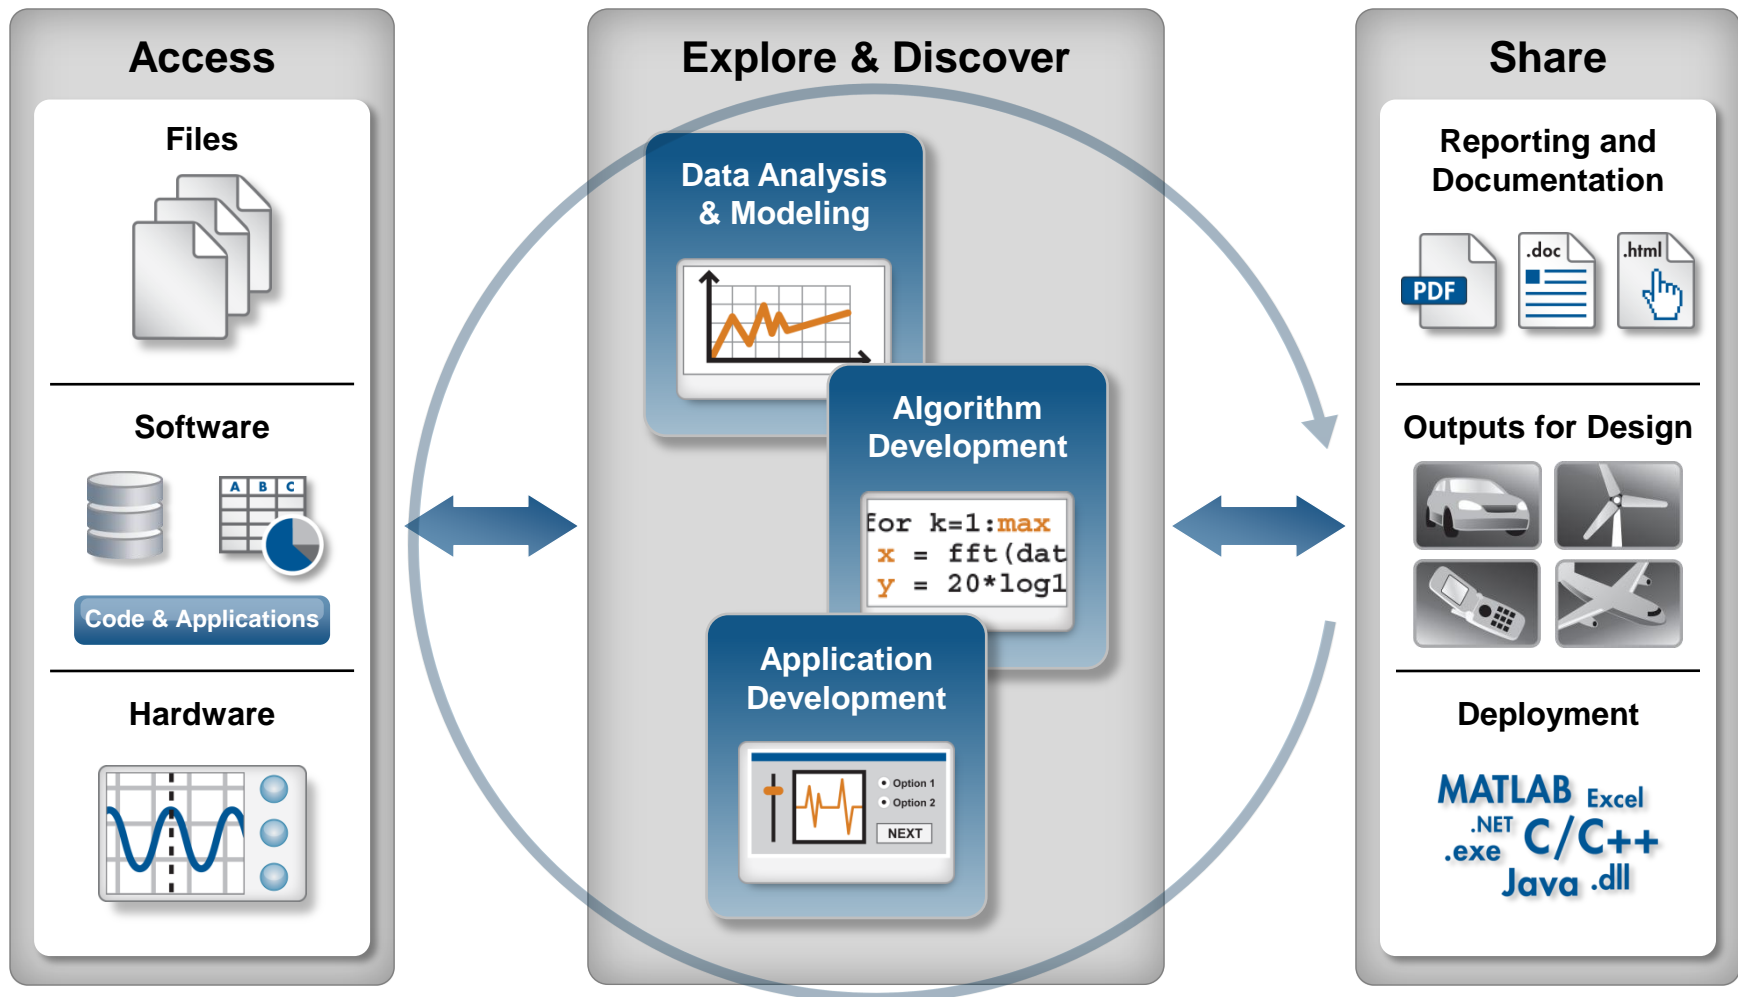 Access
Files
Software
A B C
Code & Applications
Hardware
Explore & Discover
Data Analysis
& Modeling
Algorithm
Development
for k=1:max
x = fft(dat
y = 20*log1
Application
Development
Option 1
Option 2
NEXT
Share
Reporting and
Documentation
PDF
.doc
.html
Outputs for Design
Deployment
MATLAB Excel
.NET C/C++
.exe
Java .dll